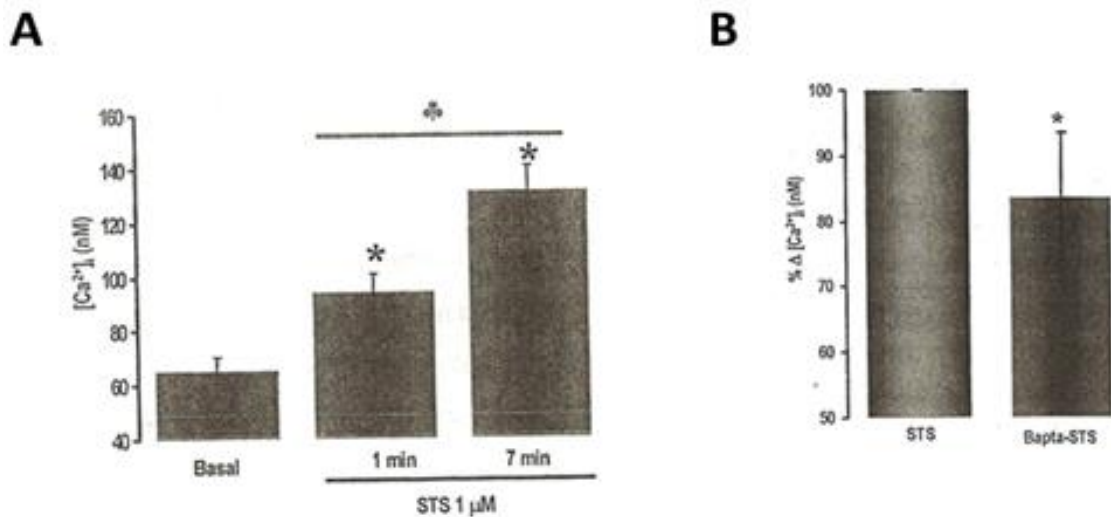 A
B
160
140
120
100
80
60
40
[Ca²⁺]ᵢ (nM)
*
*
Basal
1 min
7 min
STS 1 µM
100
90
80
70
60
50
% Δ [Ca²⁺]ᵢ (nM)
*
STS
Bapta-STS